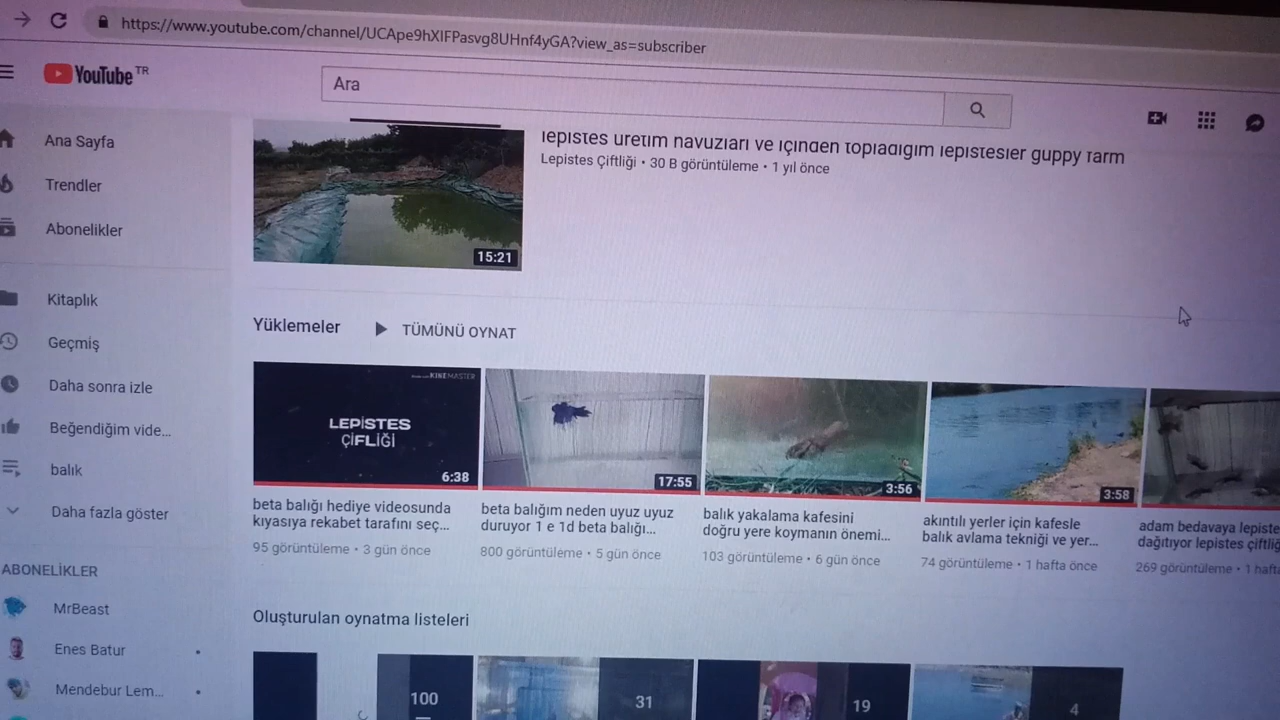 https://www.youtube.com/channel/UCApe9hXIFPasvg8UHnf4yGA?view_as=subscriber
YouTube TR
Ara
Ana Sayfa
Trendler
Abonelikler
Kitaplık
Geçmiş
Daha sonra izle
Beğendiğim vide...
balık
Daha fazla göster
ABONELİKLER
MrBeast
Enes Batur
Mendebur Lem...
lepistes üretim havuzları ve içinden topladığım lepistesler guppy farm
Lepistes Çiftliği • 30 B görüntüleme • 1 yıl önce
15:21
Yüklemeler
TÜMÜNÜ OYNAT
KINEMASTER
LEPİSTES
ÇİFLİĞİ
6:38
beta balığı hediye videosunda
kıyasıya rekabet tarafını seç...
95 görüntüleme • 3 gün önce
17:55
beta balığım neden uyuz uyuz
duruyor 1 e 1d beta balığı...
800 görüntüleme • 5 gün önce
3:56
balık yakalama kafesini
doğru yere koymanın önemi...
103 görüntüleme • 6 gün önce
3:58
akıntılı yerler için kafesle
balık avlama tekniği ve yer...
74 görüntüleme • 1 hafta önce
adam bedavaya lepiste
dağıtıyor lepistes çiftliğ
269 görüntüleme • 1 haft
Oluşturulan oynatma listeleri
100
31
19
4